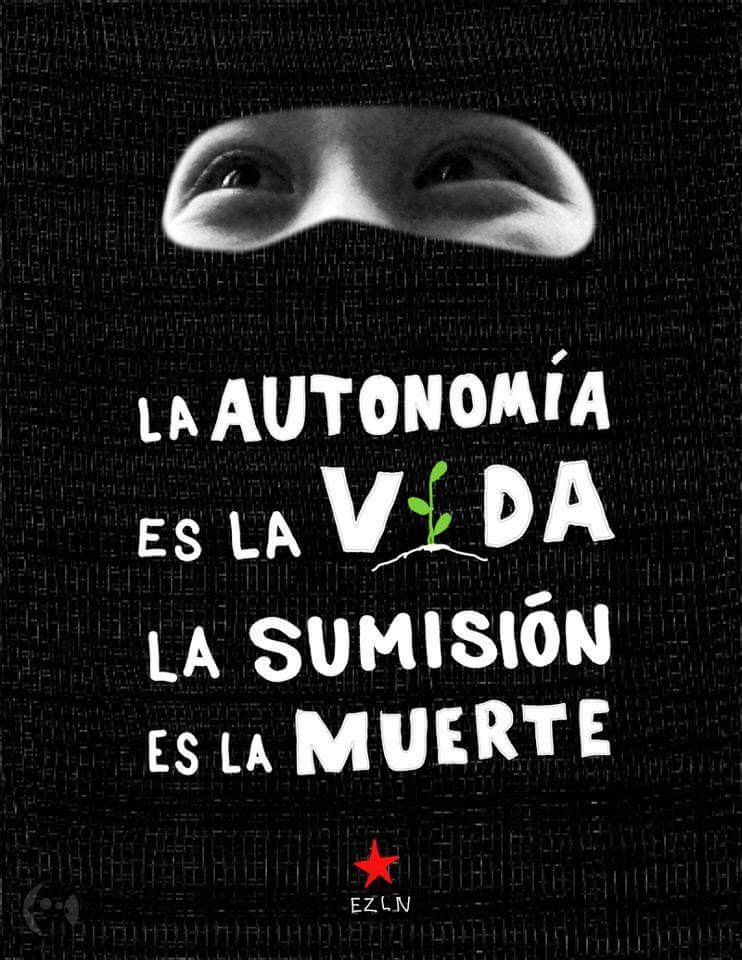 LA AUTONOMÍA
ES LA VIDA
LA SUMISIÓN
ES LA MUERTE
EZLN